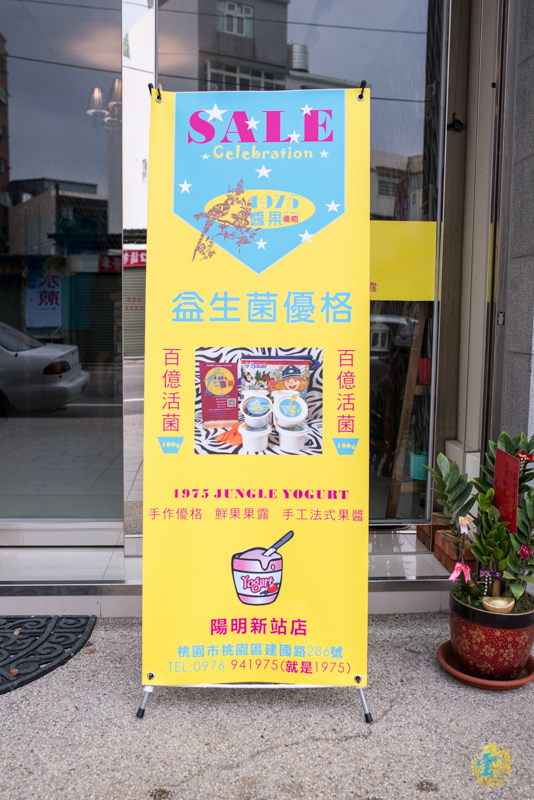 SALE
Celebration
1975
醬果優格
益生菌優格
百億活菌
100g
百億活菌
100g
1975 JUNGLE YOGURT
手作優格 鮮果果露 手工法式果醬
Yogurt
陽明新站店
桃園市桃園區建國路286號
TEL:0976-941975(就是1975)